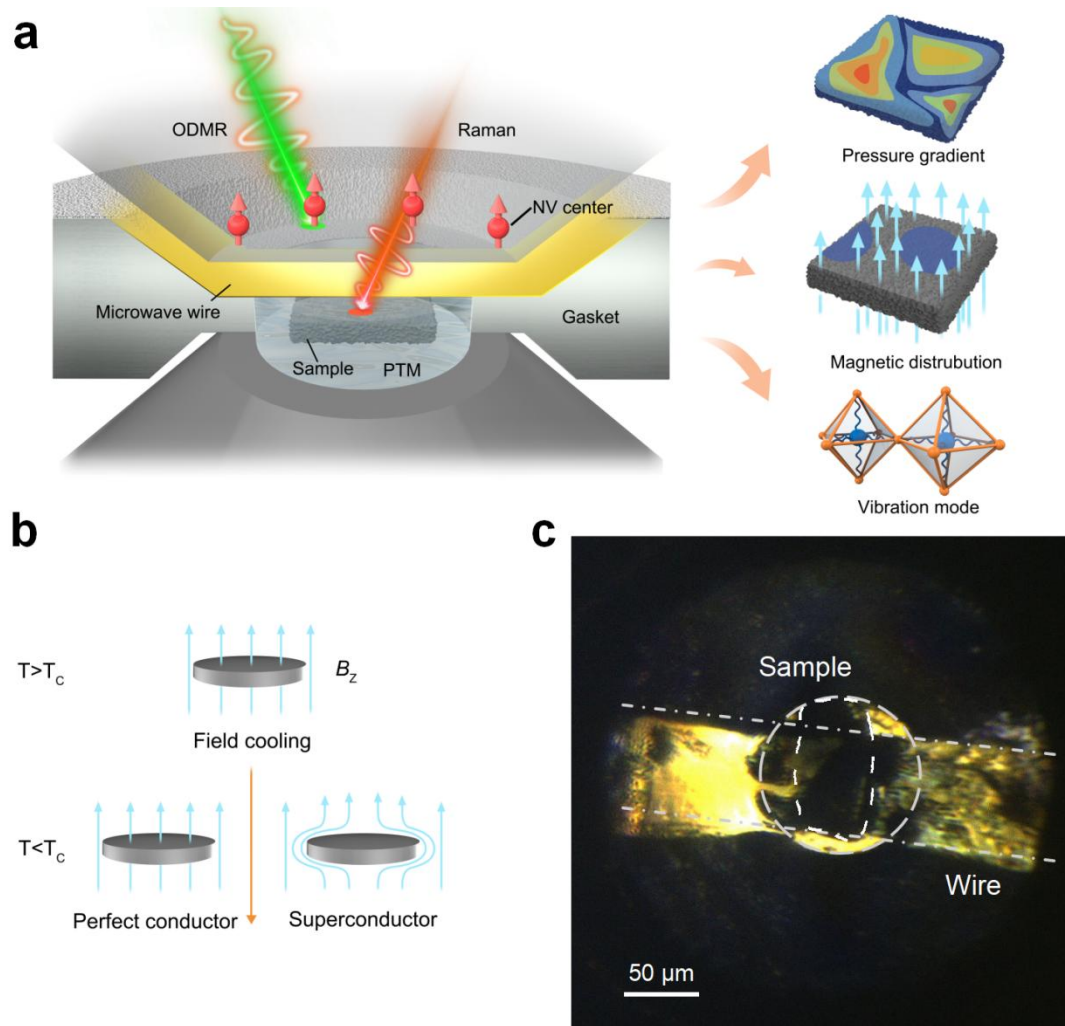 a
ODMR
Raman
NV center
Microwave wire
Gasket
Sample
PTM
Pressure gradient
Magnetic distrubution
Vibration mode
b
T>Tc
Bz
Field cooling
T<Tc
Perfect conductor
Superconductor
c
Sample
Wire
50 μm